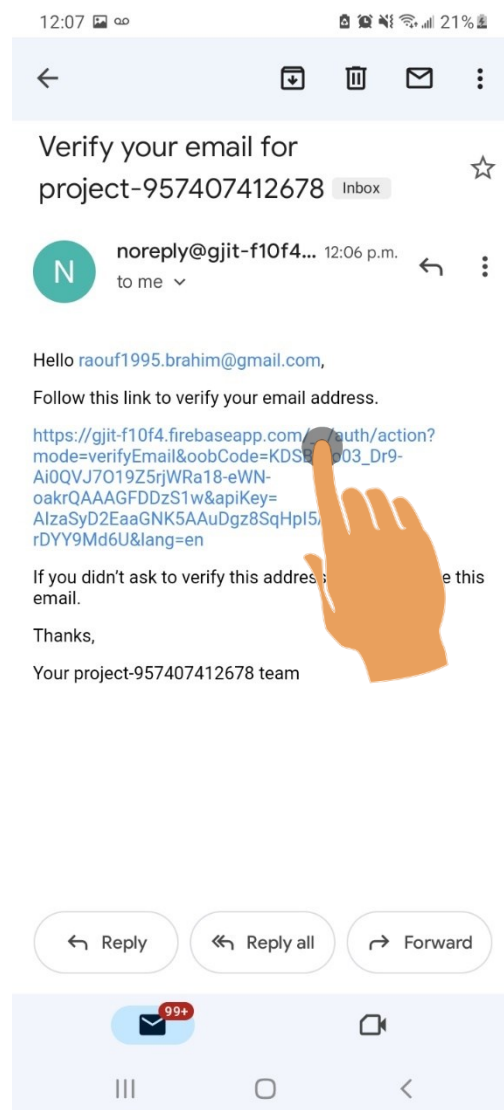 12:07
21%
Verify your email for
project-957407412678 Inbox
N
noreply@gjit-f10f4... 12:06 p.m.
to me
Hello raouf1995.brahim@gmail.com,
Follow this link to verify your email address.
https://gjit-f10f4.firebaseapp.com/ /auth/action?
mode=verifyEmail&oobCode=KDSB 03_Dr9-
Ai0QVJ7O19Z5rjWRa18-eWN-
oakrQAAAGFDDzS1w&apiKey=
AIzaSyD2EaaGNK5AAuDgz8SqHpI5
rDYY9Md6U&lang=en
If you didn't ask to verify this address this
email.
Thanks,
Your project-957407412678 team
Reply
Reply all
Forward
99+